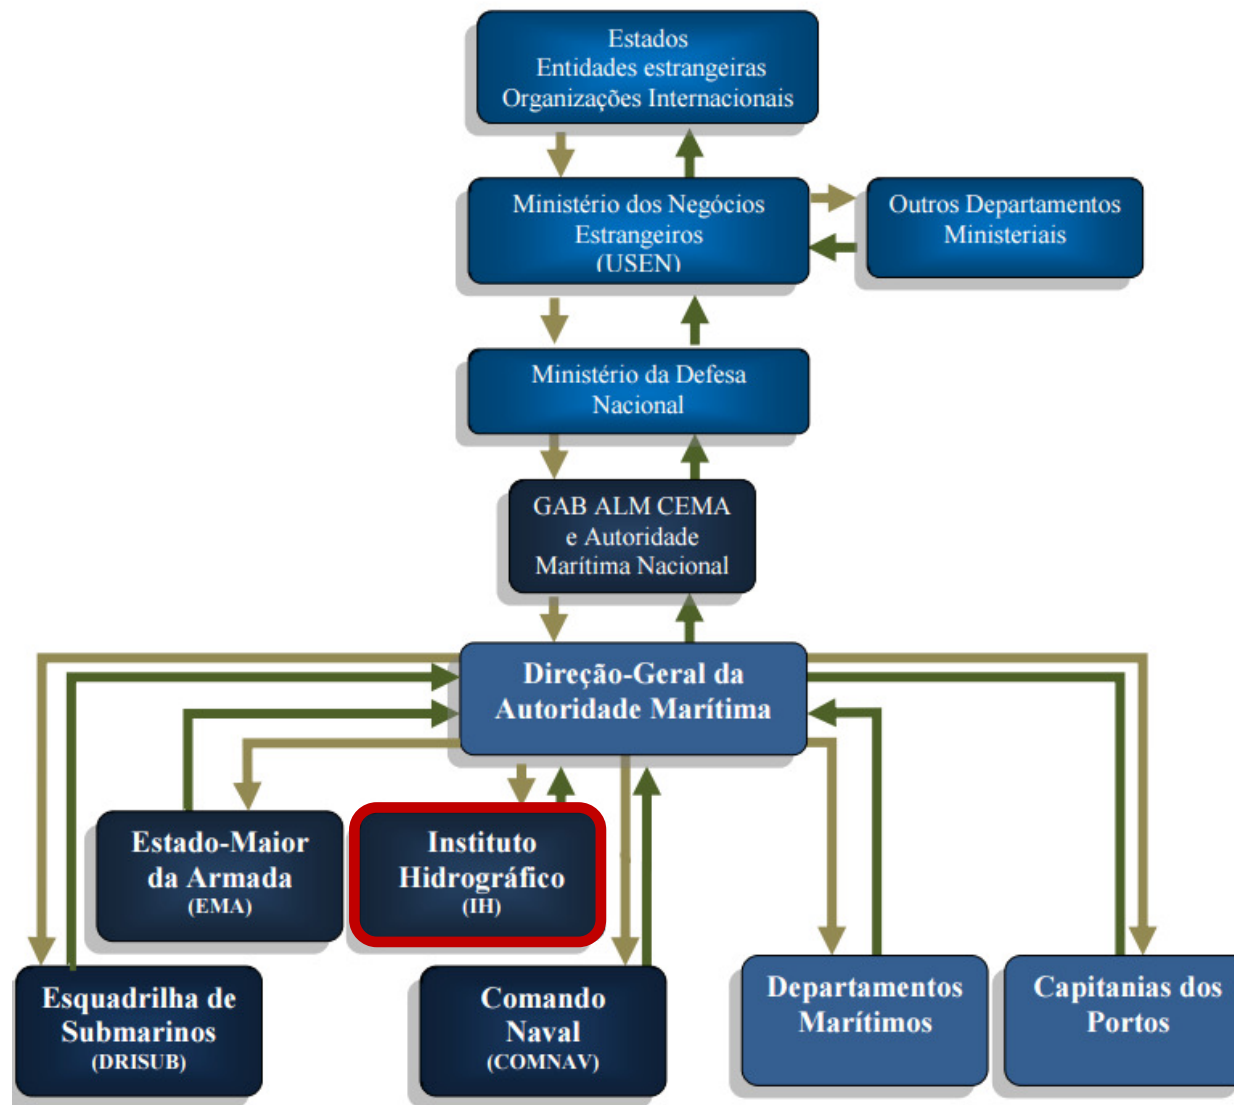 Estados
Entidades estrangeiras
Organizações Internacionais
Ministério dos Negócios
Estrangeiros
(USEN)
Outros Departamentos
Ministeriais
Ministério da Defesa
Nacional
GAB ALM CEMA
e Autoridade
Marítima Nacional
Direção-Geral da
Autoridade Marítima
Estado-Maior
da Armada
(EMA)
Instituto
Hidrográfico
(IH)
Esquadrilha de
Submarinos
(DRISUB)
Comando
Naval
(COMNAV)
Departamentos
Marítimos
Capitanias dos
Portos